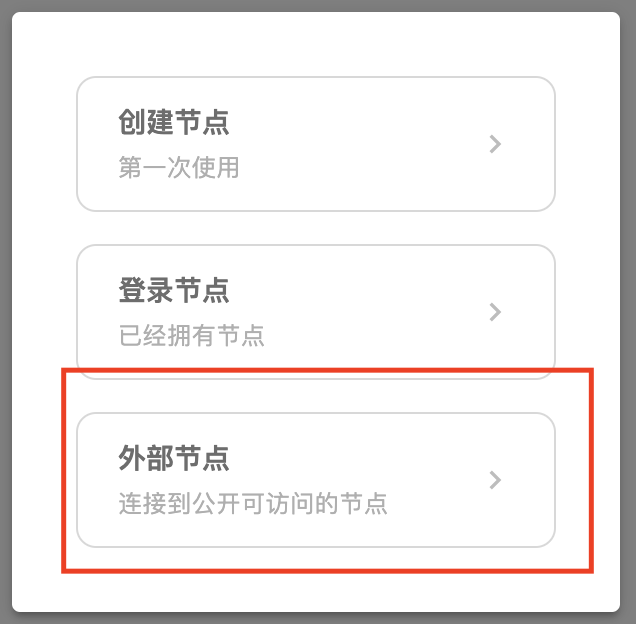 创建节点
第一次使用
登录节点
已经拥有节点
外部节点
连接到公开可访问的节点